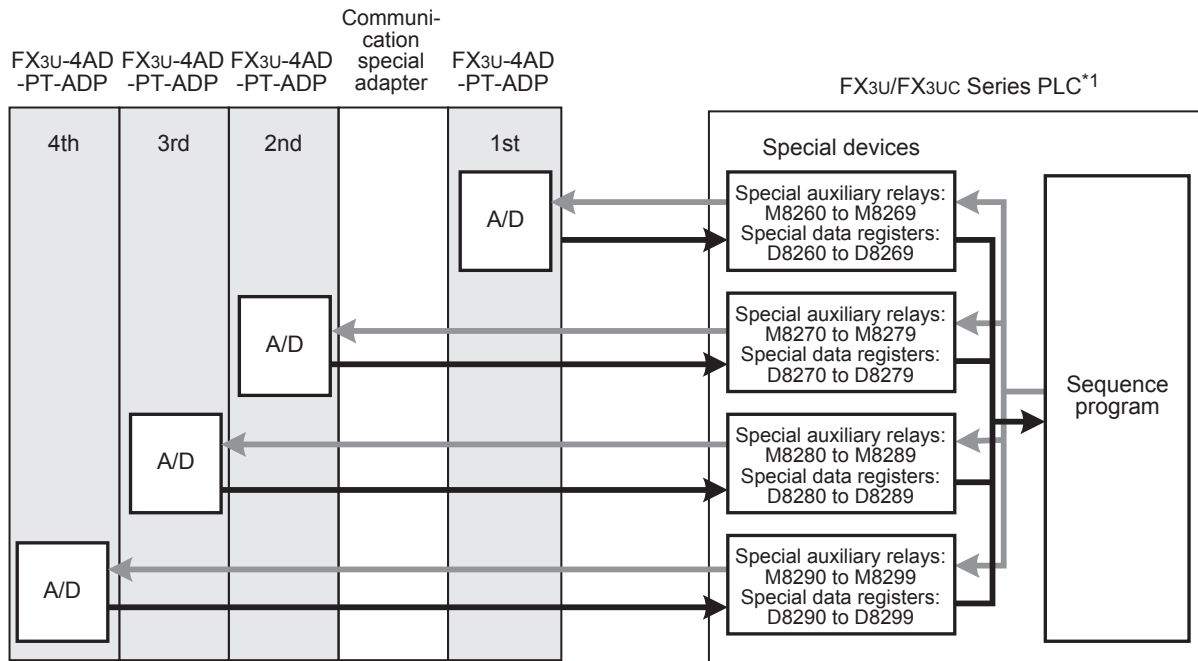 Communi-
cation
special
adapter
FX3U-4AD
-PT-ADP
FX3U-4AD
-PT-ADP
FX3U-4AD
-PT-ADP
FX3U-4AD
-PT-ADP
FX3U/FX3UC Series PLC*1
4th
3rd
2nd
1st
Special devices
A/D
Special auxiliary relays:
M8260 to M8269
Special data registers:
D8260 to D8269
A/D
Special auxiliary relays:
M8270 to M8279
Special data registers:
D8270 to D8279
Sequence
program
A/D
Special auxiliary relays:
M8280 to M8289
Special data registers:
D8280 to D8289
A/D
Special auxiliary relays:
M8290 to M8299
Special data registers:
D8290 to D8299